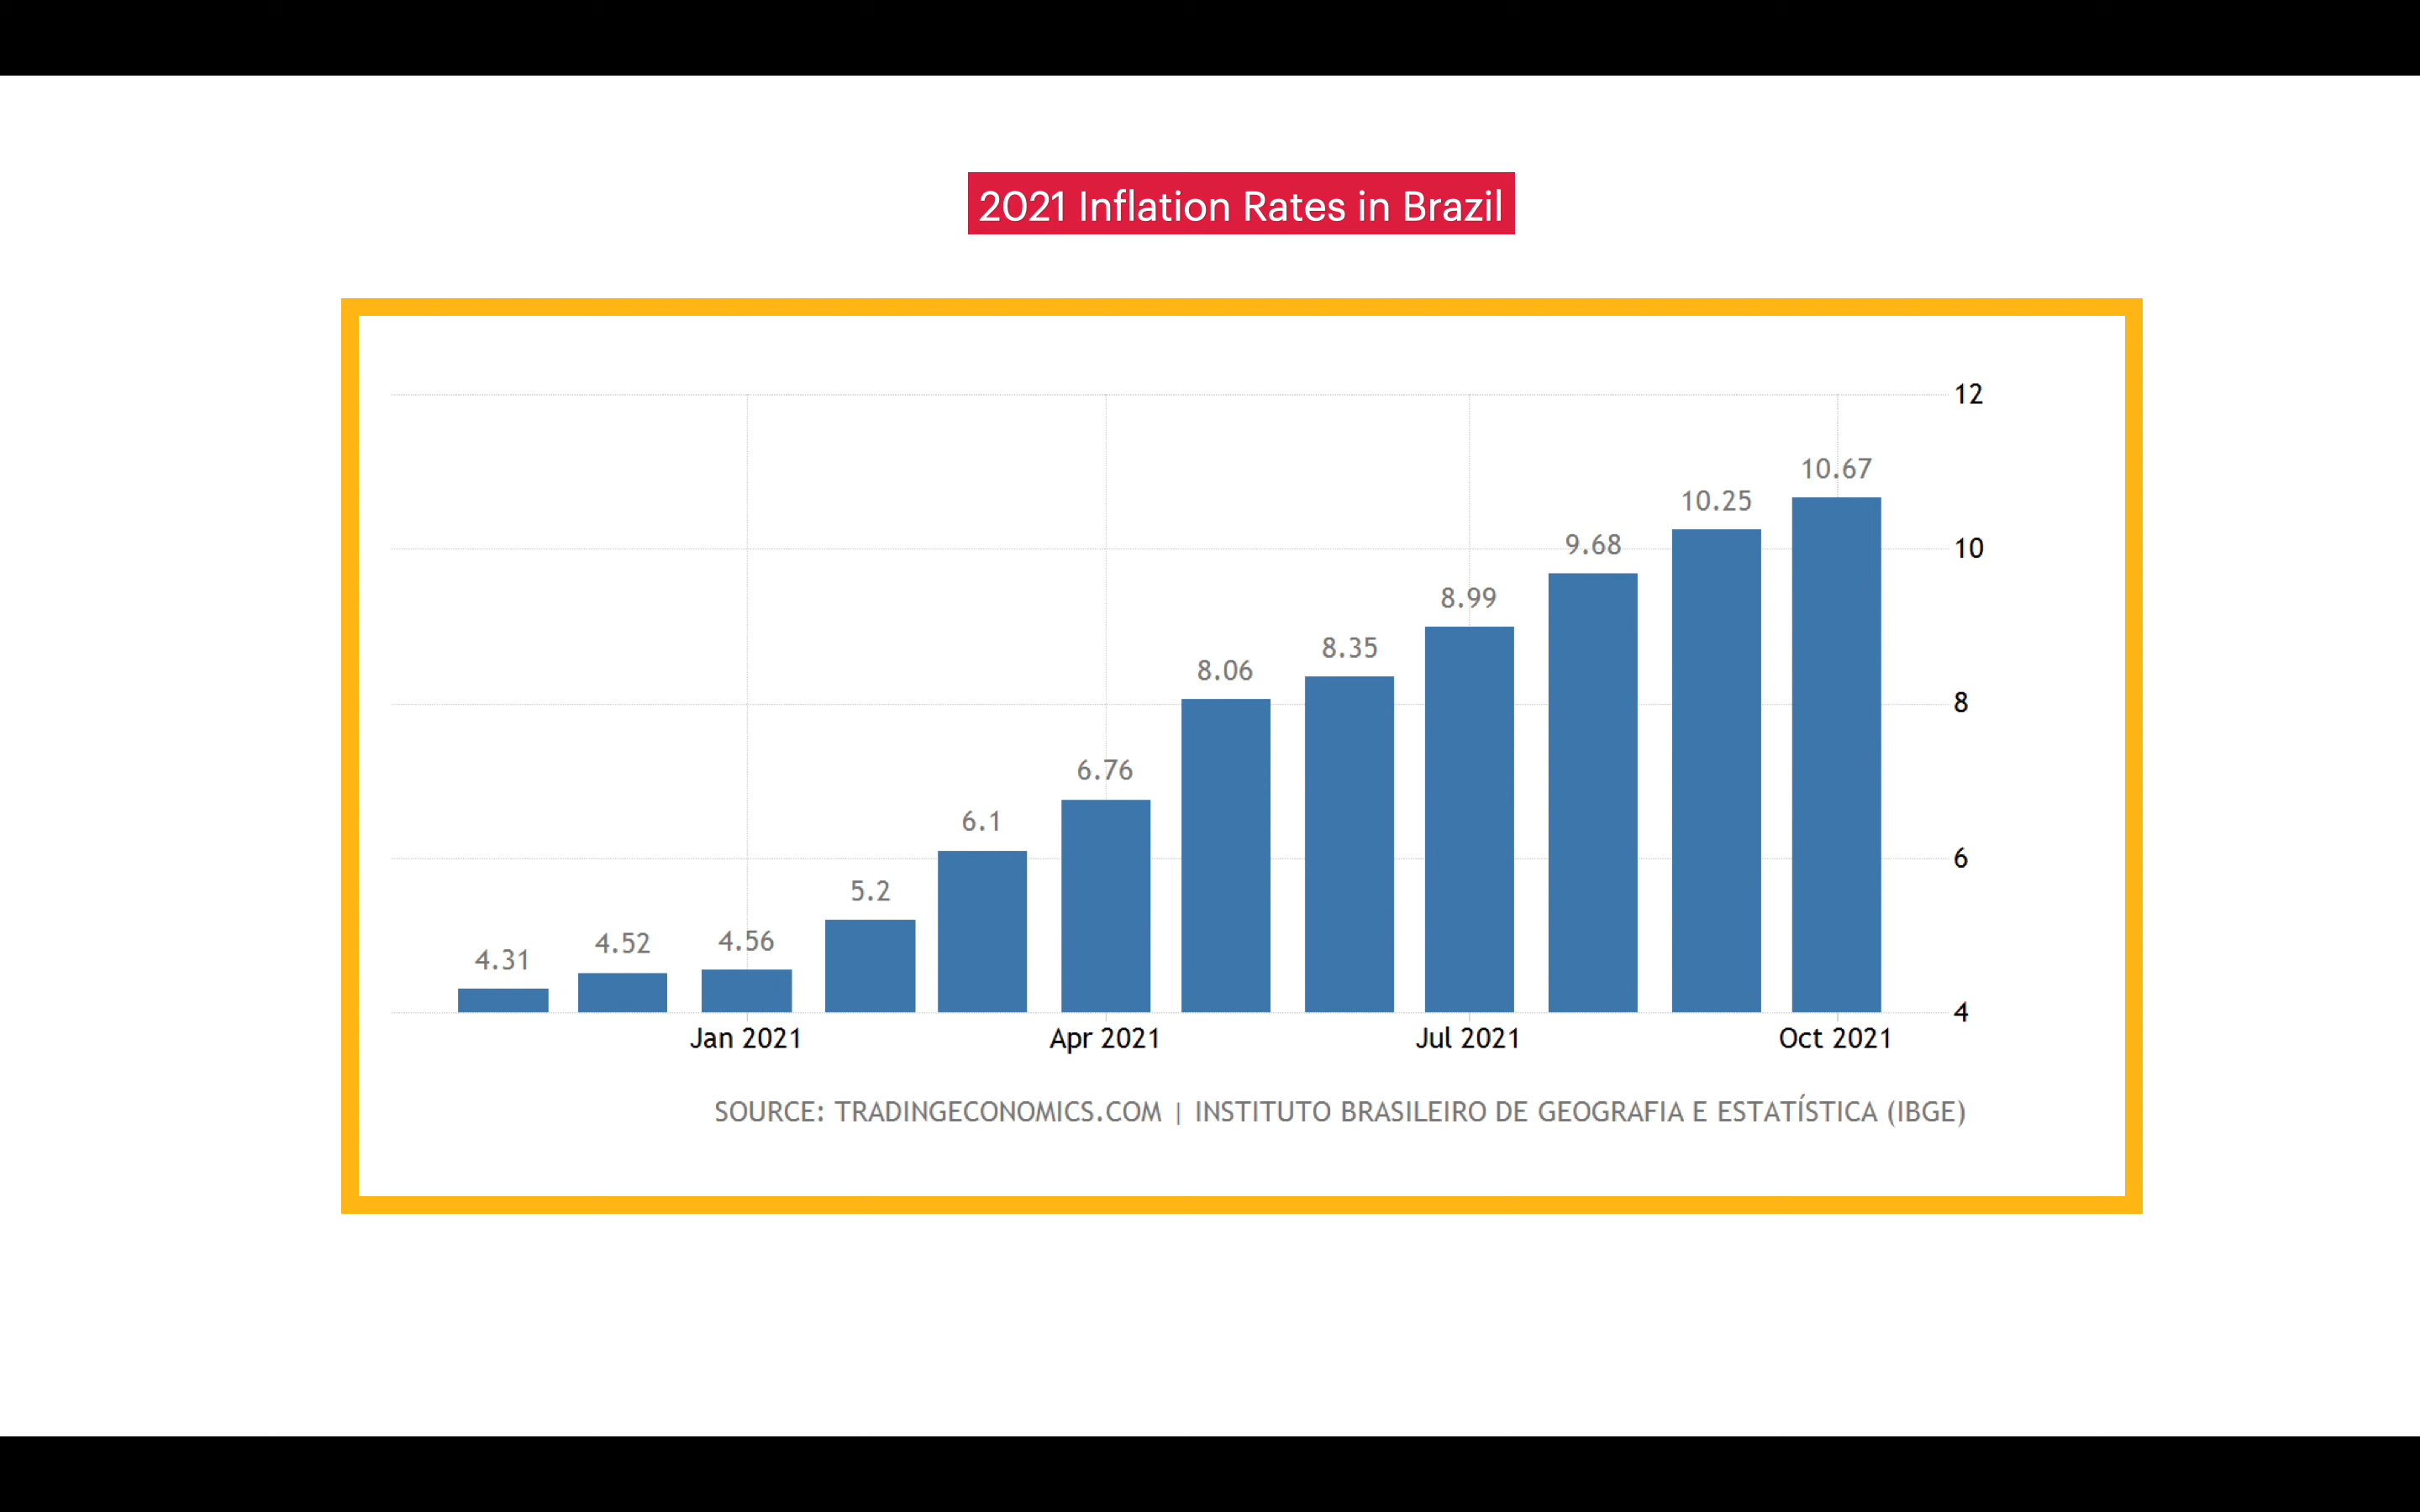 2021 Inflation Rates in Brazil
12
10.67
10.25
10
9.68
8.99
8.35
8.06
8
6.76
6.1
6
5.2
4.31
4.52
4.56
4
Jan 2021
Apr 2021
Jul 2021
Oct 2021
SOURCE: TRADINGECONOMICS.COM | INSTITUTO BRASILEIRO DE GEOGRAFIA E ESTATÍSTICA (IBGE)